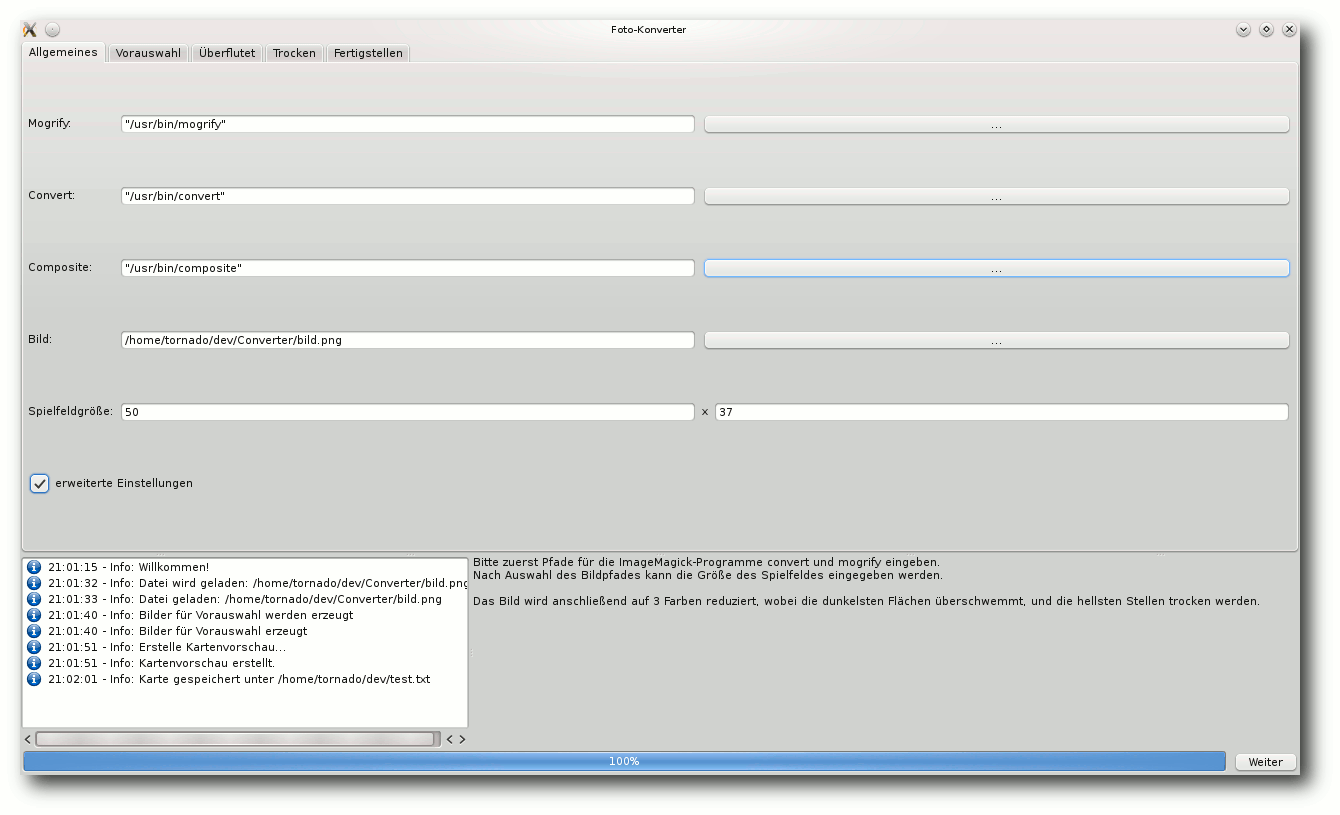 Foto-Konverter
Allgemeines Vorauswahl Überflutet Trocken Fertigstellen
Mogrify: "/usr/bin/mogrify" ...
Convert: "/usr/bin/convert" ...
Composite: "/usr/bin/composite" ...
Bild: /home/tornado/dev/Converter/bild.png ...
Spielfeldgröße: 50 x 37
erweiterte Einstellungen
21:01:15 - Info: Willkommen!
21:01:32 - Info: Datei wird geladen: /home/tornado/dev/Converter/bild.png
21:01:33 - Info: Datei geladen: /home/tornado/dev/Converter/bild.png
21:01:40 - Info: Bilder für Vorauswahl werden erzeugt
21:01:40 - Info: Bilder für Vorauswahl erzeugt
21:01:51 - Info: Erstelle Kartenvorschau...
21:01:51 - Info: Kartenvorschau erstellt.
21:02:01 - Info: Karte gespeichert unter /home/tornado/dev/test.txt
Bitte zuerst Pfade für die ImageMagick-Programme convert und mogrify eingeben.
Nach Auswahl des Bildpfades kann die Größe des Spielfeldes eingegeben werden.
Das Bild wird anschließend auf 3 Farben reduziert, wobei die dunkelsten Flächen überschwemmt, und die hellsten Stellen trocken werden.
100%
Weiter